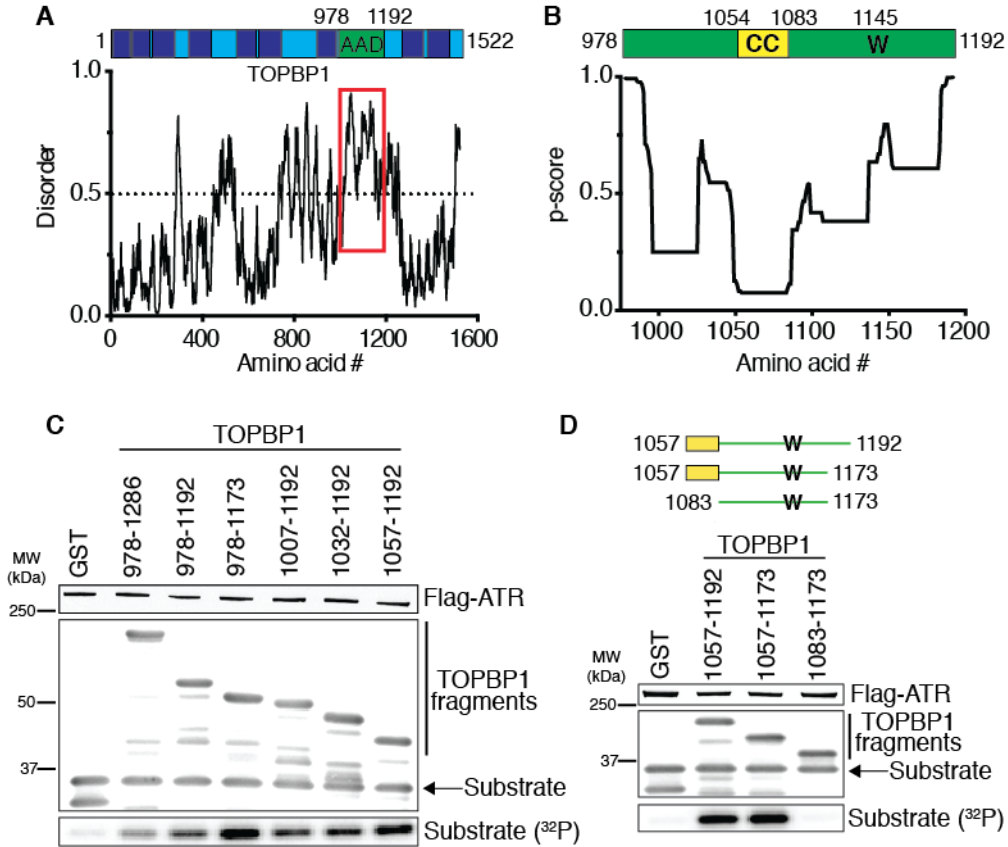 A
978 1192
1 AAD 1522
TOPBP1
1.0
0.5
0.0
Disorder
0 400 800 1200 1600
Amino acid #
B
1054 1083 1145
978 CC W 1192
1.0
0.5
0.0
p-score
1000 1050 1100 1150 1200
Amino acid #
C
TOPBP1
GST
978-1286
978-1192
978-1173
1007-1192
1032-1192
1057-1192
MW
(kDa)
250
50
37
Flag-ATR
TOPBP1
fragments
Substrate
Substrate (³²P)
D
1057 W 1192
1057 W 1173
1083 W 1173
TOPBP1
GST
1057-1192
1057-1173
1083-1173
MW
(kDa)
250
37
Flag-ATR
TOPBP1
fragments
Substrate
Substrate (³²P)